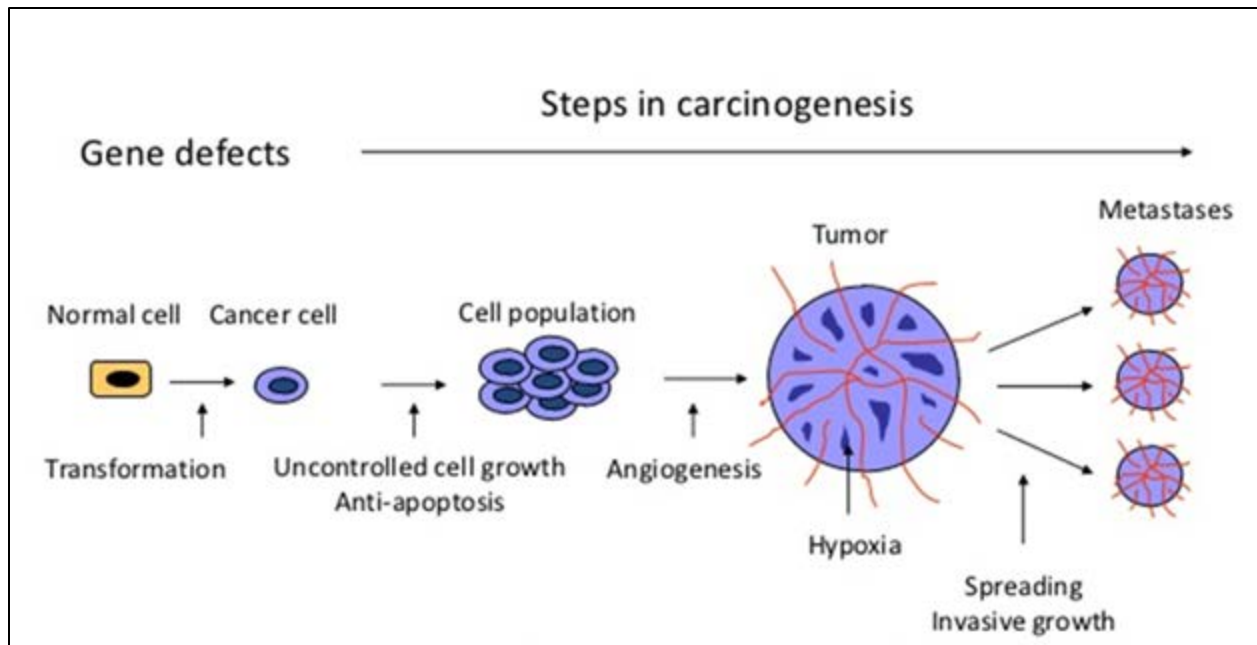 Steps in carcinogenesis
Gene defects
Metastases
Tumor
Normal cell
Cancer cell
Cell population
Transformation
Uncontrolled cell growth
Anti-apoptosis
Angiogenesis
Hypoxia
Spreading
Invasive growth